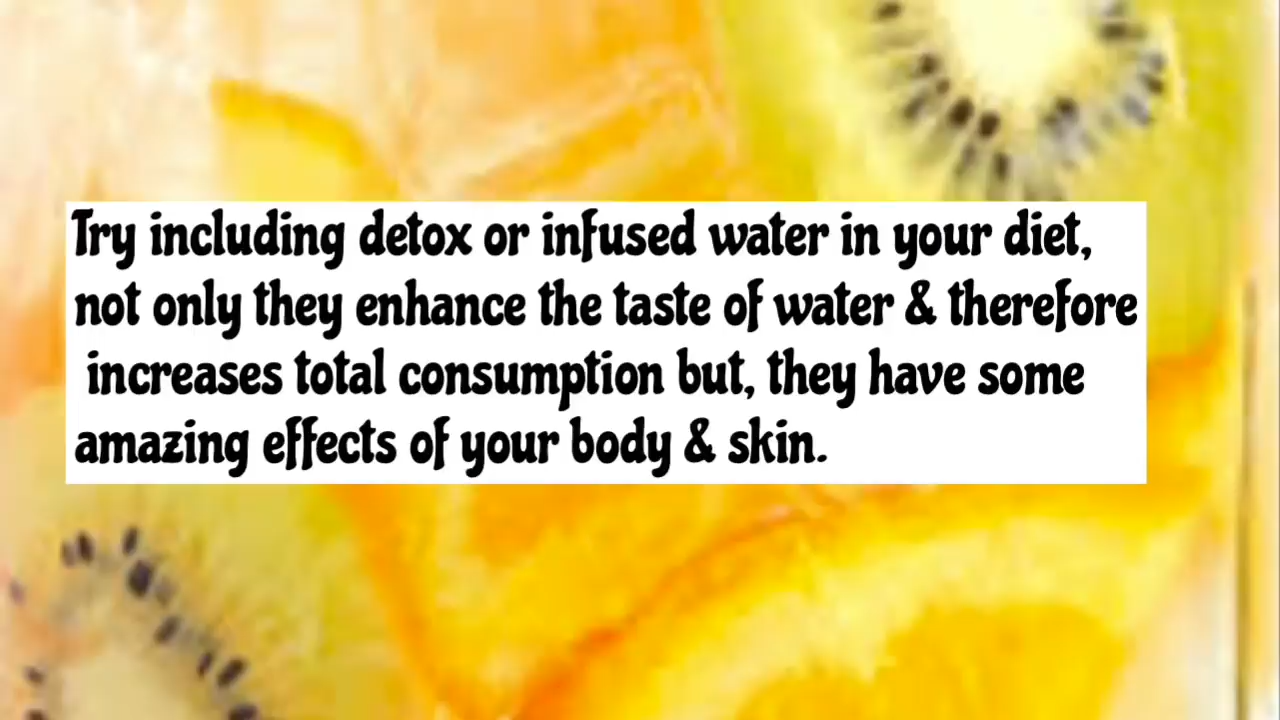 Try including detox or infused water in your diet,
not only they enhance the taste of water & therefore
increases total consumption but, they have some
amazing effects of your body & skin.